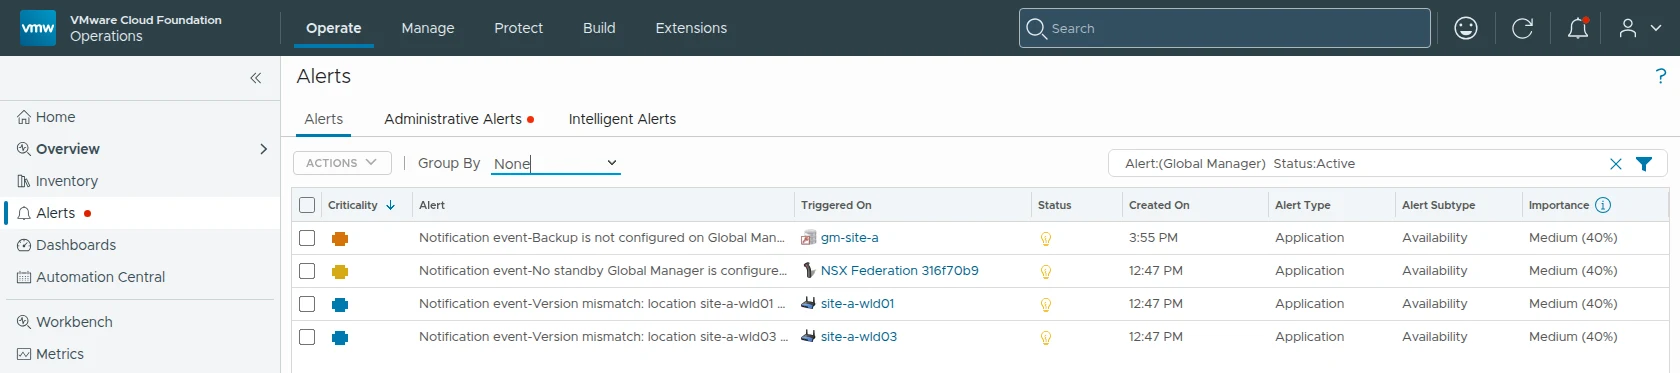 vmw
VMware Cloud Foundation
Operations
Operate Manage Protect Build Extensions
Search
Alerts
?
Home
Overview
Inventory
Alerts
Dashboards
Automation Central
Workbench
Metrics
Alerts Administrative Alerts Intelligent Alerts
ACTIONS Group By None
Alert:(Global Manager) Status:Active
Criticality Alert Triggered On Status Created On Alert Type Alert Subtype Importance
Notification event-Backup is not configured on Global Man... gm-site-a 3:55 PM Application Availability Medium (40%)
Notification event-No standby Global Manager is configure... NSX Federation 316f70b9 12:47 PM Application Availability Medium (40%)
Notification event-Version mismatch: location site-a-wld01 ... site-a-wld01 12:47 PM Application Availability Medium (40%)
Notification event-Version mismatch: location site-a-wld03 ... site-a-wld03 12:47 PM Application Availability Medium (40%)